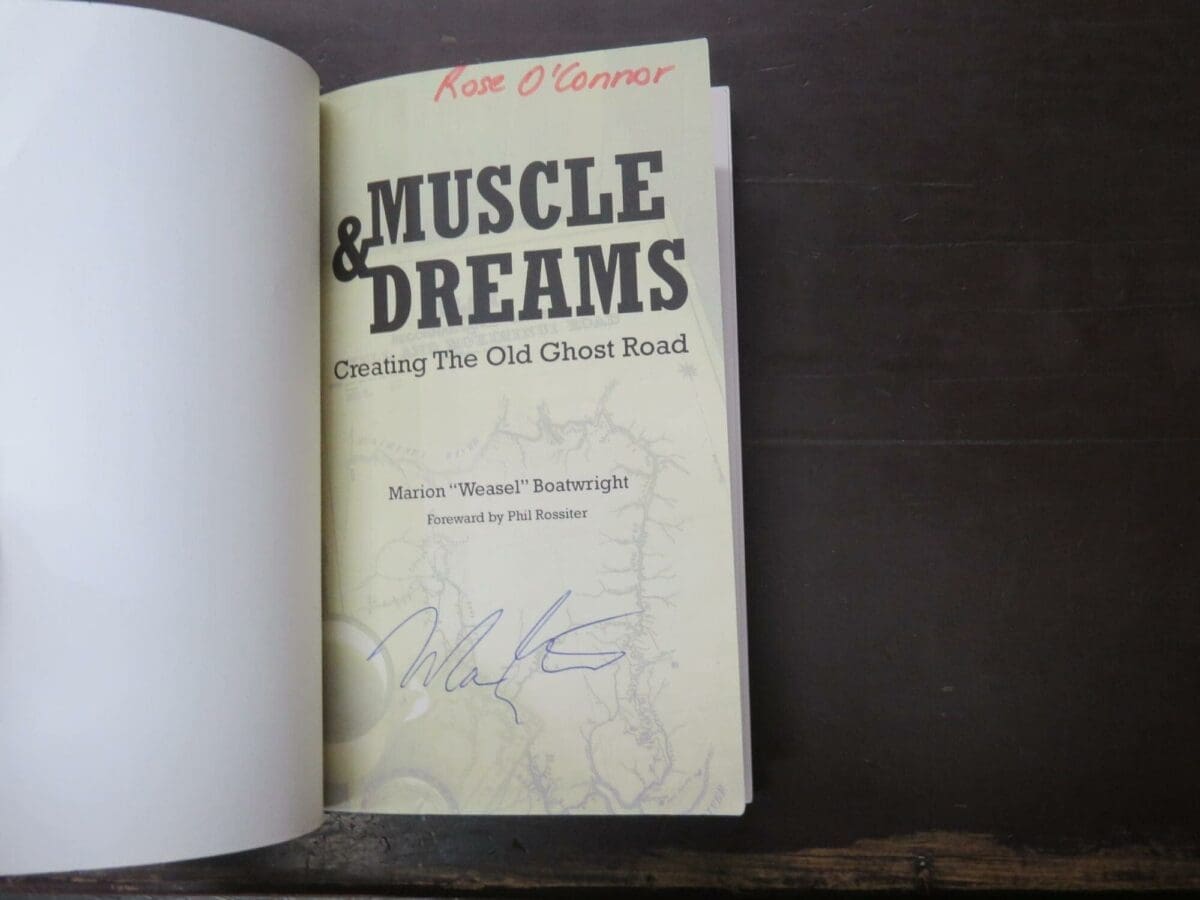 Rose O'Connor
MUSCLE
& DREAMS
Creating The Old Ghost Road
Marion "Weasel" Boatwright
Foreward by Phil Rossiter